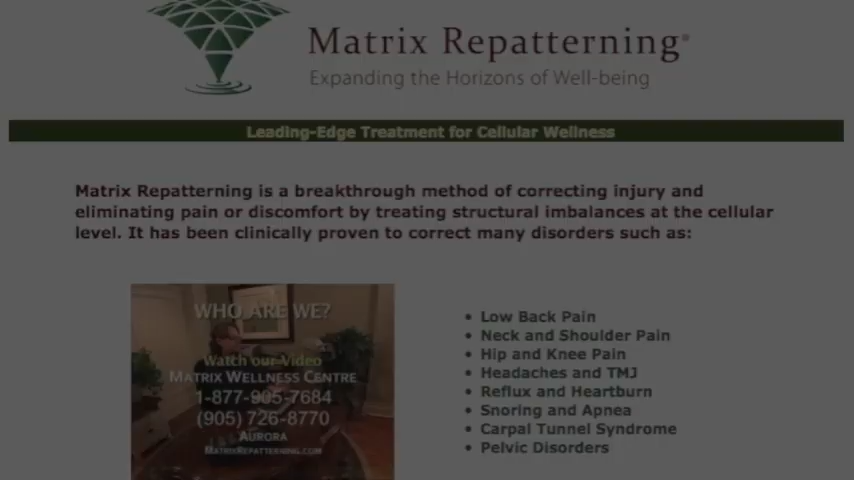 Matrix Repatterning®
Expanding the Horizons of Well-being
Leading-Edge Treatment for Cellular Wellness
Matrix Repatterning is a breakthrough method of correcting injury and
eliminating pain or discomfort by treating structural imbalances at the cellular
level. It has been clinically proven to correct many disorders such as:
WHO ARE WE?
Watch our Video
MATRIX WELLNESS CENTRE
1-877-905-7684
(905) 726-8770
AURORA
MATRIXREPATTERNING.COM
• Low Back Pain
• Neck and Shoulder Pain
• Hip and Knee Pain
• Headaches and TMJ
• Reflux and Heartburn
• Snoring and Apnea
• Carpal Tunnel Syndrome
• Pelvic Disorders